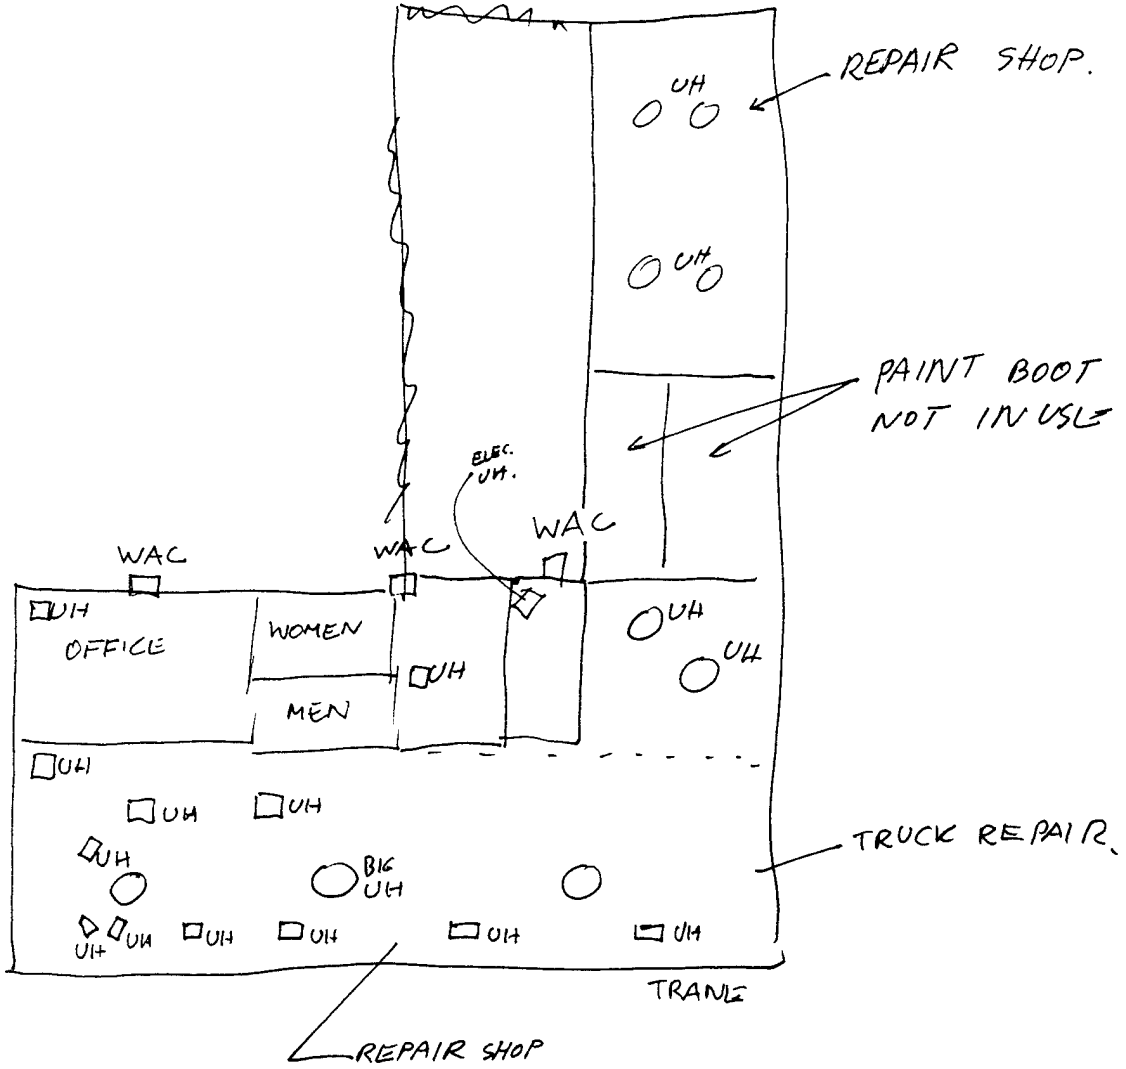 UH
REPAIR SHOP.
UH
PAINT BOOT
NOT IN USE
ELEC.
UH.
WAC
WAC
WAC
UH
OFFICE
WOMEN
MEN
UH
UH
UH
UH
UH
UH
UH
BIG
UH
TRUCK REPAIR.
UH
UH
UH
UH
UH
UH
TRANE
REPAIR SHOP